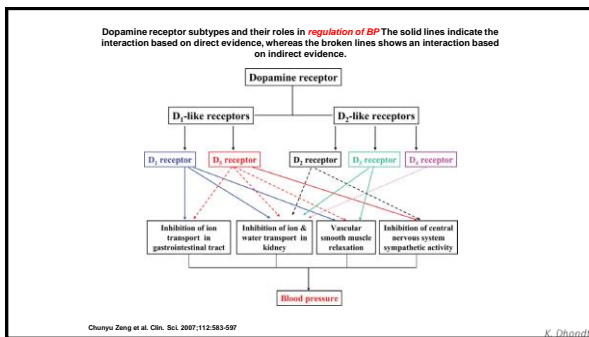 Dopamine receptor subtypes and their roles in regulation of BP The solid lines indicate the
interaction based on direct evidence, whereas the broken lines shows an interaction based
on indirect evidence.
Dopamine receptor
D₁-like receptors
D₂-like receptors
D₁ receptor
D₅ receptor
D₂ receptor
D₃ receptor
D₄ receptor
Inhibition of ion
transport in
gastrointestinal tract
Inhibition of ion &
water transport in
kidney
Vascular
smooth muscle
relaxation
Inhibition of central
nervous system
sympathetic activity
Blood pressure
Chunyu Zeng et al. Clin. Sci. 2007;112:583-597
K. Dhondt